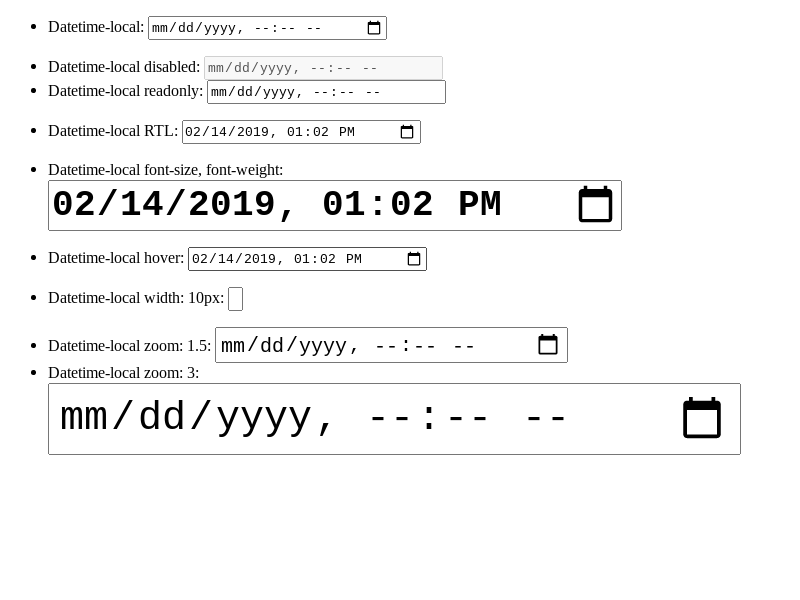 Datetime-local: mm/dd/yyyy, --:-- --
Datetime-local disabled: mm/dd/yyyy, --:-- --
Datetime-local readonly: mm/dd/yyyy, --:-- --
Datetime-local RTL: 02/14/2019, 01:02 PM
Datetime-local font-size, font-weight:
02/14/2019, 01:02 PM
Datetime-local hover: 02/14/2019, 01:02 PM
Datetime-local width: 10px:
Datetime-local zoom: 1.5: mm/dd/yyyy, --:-- --
Datetime-local zoom: 3:
mm/dd/yyyy, --:-- --